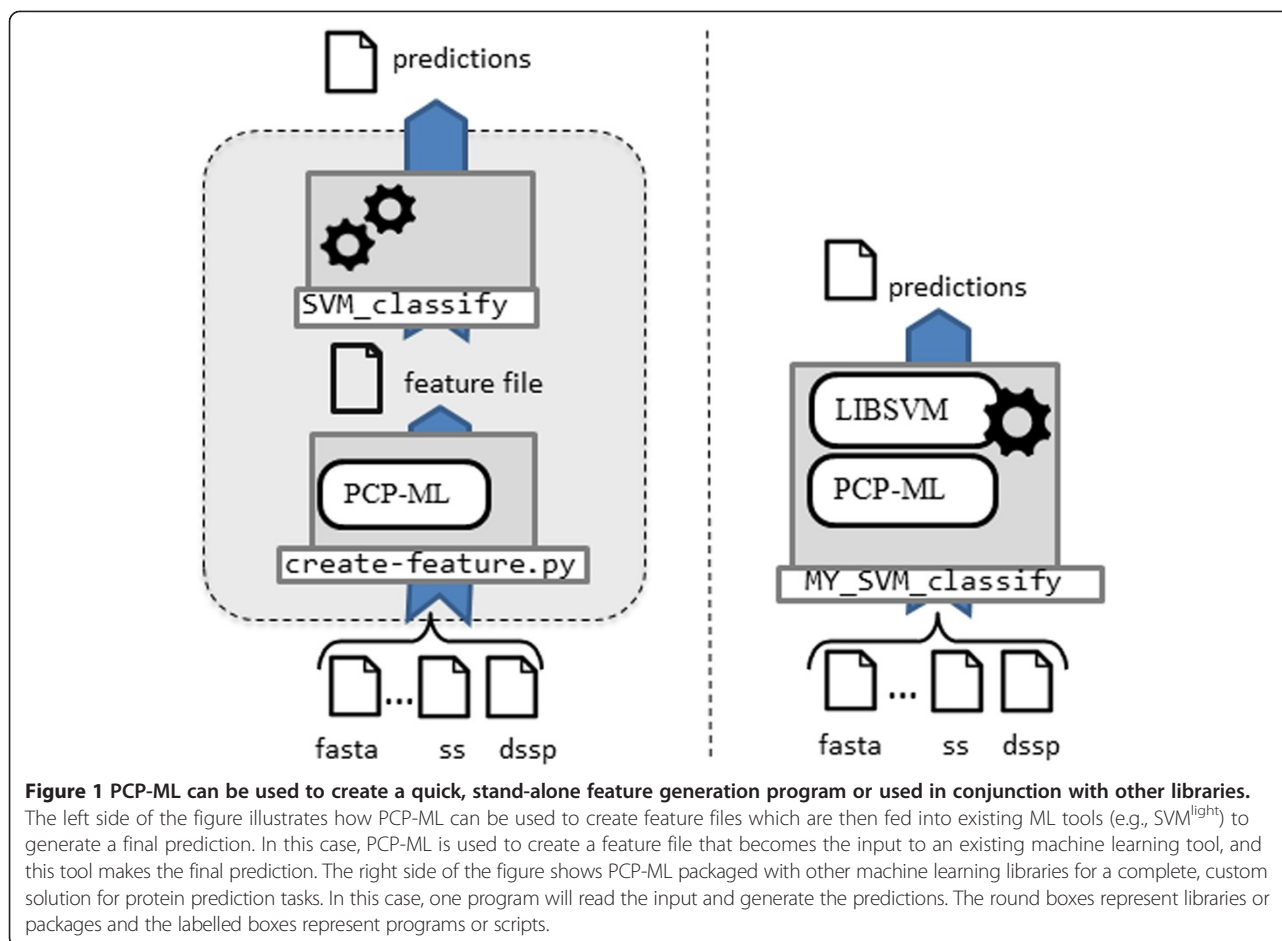 predictions
SVM_classify
feature file
PCP-ML
create-feature.py
...
fasta ss dssp
predictions
LIBSVM
PCP-ML
MY_SVM_classify
...
fasta ss dssp
Figure 1 PCP-ML can be used to create a quick, stand-alone feature generation program or used in conjunction with other libraries.
The left side of the figure illustrates how PCP-ML can be used to create feature files which are then fed into existing ML tools (e.g., SVMlight) to
generate a final prediction. In this case, PCP-ML is used to create a feature file that becomes the input to an existing machine learning tool, and
this tool makes the final prediction. The right side of the figure shows PCP-ML packaged with other machine learning libraries for a complete, custom
solution for protein prediction tasks. In this case, one program will read the input and generate the predictions. The round boxes represent libraries or
packages and the labelled boxes represent programs or scripts.